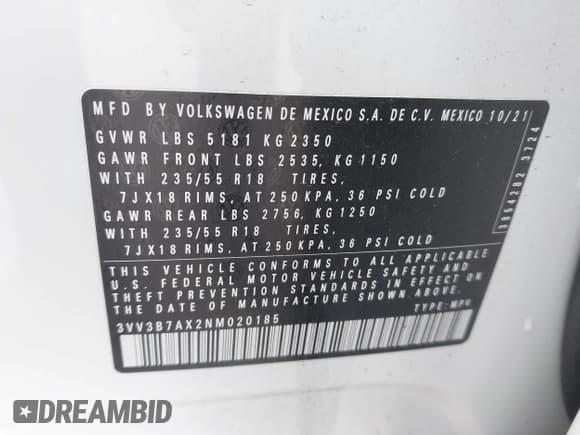 MFD BY VOLKSWAGEN DE MEXICO S.A. DE C.V. MEXICO 10/21
GVWR LBS 5181 KG 2350
GAWR FRONT LBS 2535, KG 1150
WITH 235/55 R18 TIRES,
7JX18 RIMS, AT 250 KPA, 36 PSI COLD
GAWR REAR LBS 2756, KG 1250
WITH 235/55 R18 TIRES,
7JX18 RIMS, AT 250 KPA, 36 PSI COLD
THIS VEHICLE CONFORMS TO ALL APPLICABLE
U.S. FEDERAL MOTOR VEHICLE SAFETY AND
THEFT PREVENTION STANDARDS IN EFFECT ON
THE DATE OF MANUFACTURE SHOWN ABOVE.
3VV3B7AX2NM020185 TYPE: MPV
3864282 3724
DREAMBID